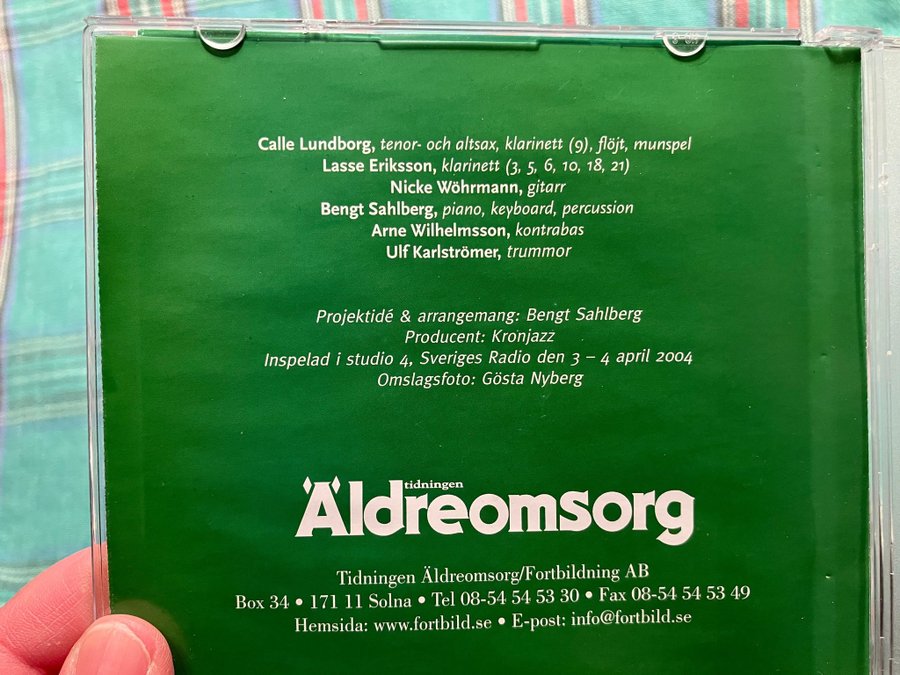 Calle Lundborg, tenor- och altsax, klarinett (9), flöjt, munspel
Lasse Eriksson, klarinett (3, 5, 6, 10, 18, 21)
Nicke Wöhrmann, gitarr
Bengt Sahlberg, piano, keyboard, percussion
Arne Wilhelmsson, kontrabas
Ulf Karlströmer, trummor
Projektidé & arrangemang: Bengt Sahlberg
Producent: Kronjazz
Inspelad i studio 4, Sveriges Radio den 3 – 4 april 2004
Omslagsfoto: Gösta Nyberg
tidningen
Äldreomsorg
Tidningen Äldreomsorg/Fortbildning AB
Box 34 • 171 11 Solna • Tel 08-54 54 53 30 • Fax 08-54 54 53 49
Hemsida: www.fortbild.se • E-post: info@fortbild.se